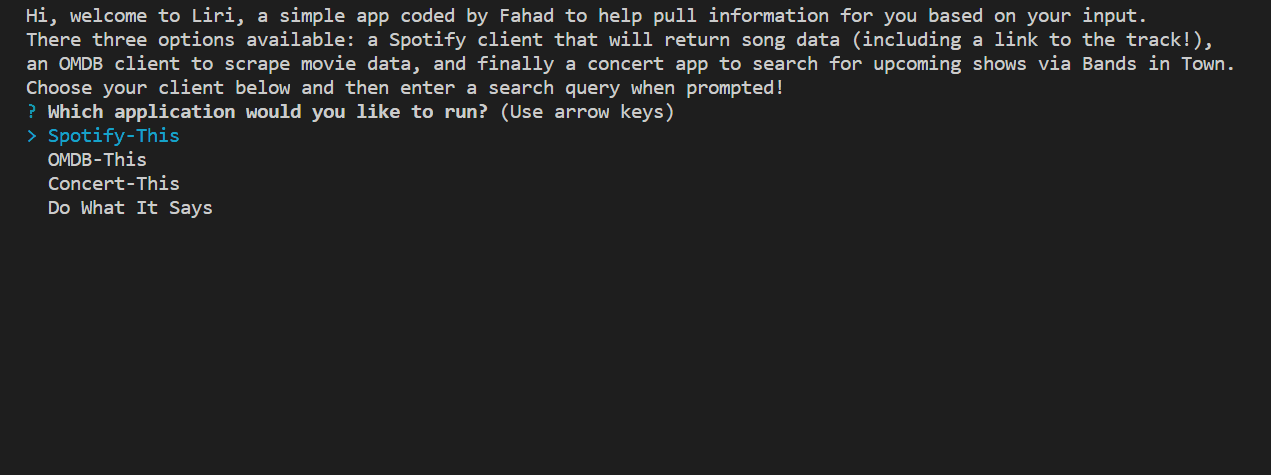 Hi, welcome to Liri, a simple app coded by Fahad to help pull information for you based on your input.
There three options available: a Spotify client that will return song data (including a link to the track!),
an OMDB client to scrape movie data, and finally a concert app to search for upcoming shows via Bands in Town.
Choose your client below and then enter a search query when prompted!
? Which application would you like to run? (Use arrow keys)
> Spotify-This
OMDB-This
Concert-This
Do What It Says